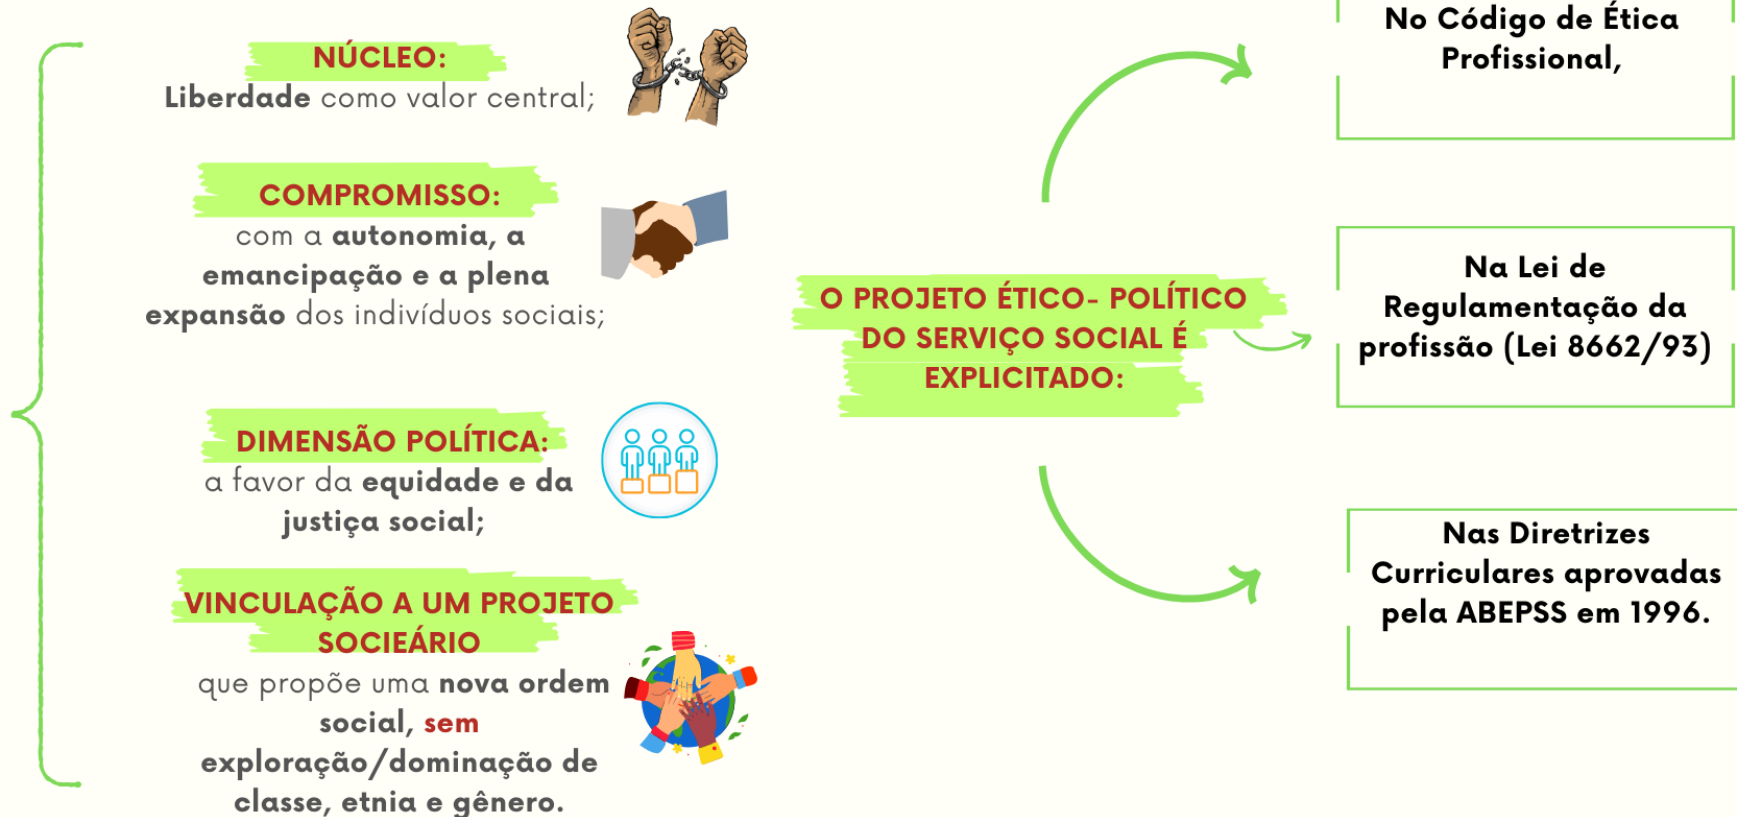 NÚCLEO:
Liberdade como valor central;
COMPROMISSO:
com a autonomia, a
emancipação e a plena
expansão dos indivíduos sociais;
DIMENSÃO POLÍTICA:
a favor da equidade e da
justiça social;
VINCULAÇÃO A UM PROJETO
SOCIEÁRIO
que propõe uma nova ordem
social, sem
exploração/dominação de
classe, etnia e gênero.
O PROJETO ÉTICO- POLÍTICO
DO SERVIÇO SOCIAL É
EXPLICITADO:
No Código de Ética
Profissional,
Na Lei de
Regulamentação da
profissão (Lei 8662/93)
Nas Diretrizes
Curriculares aprovadas
pela ABEPSS em 1996.